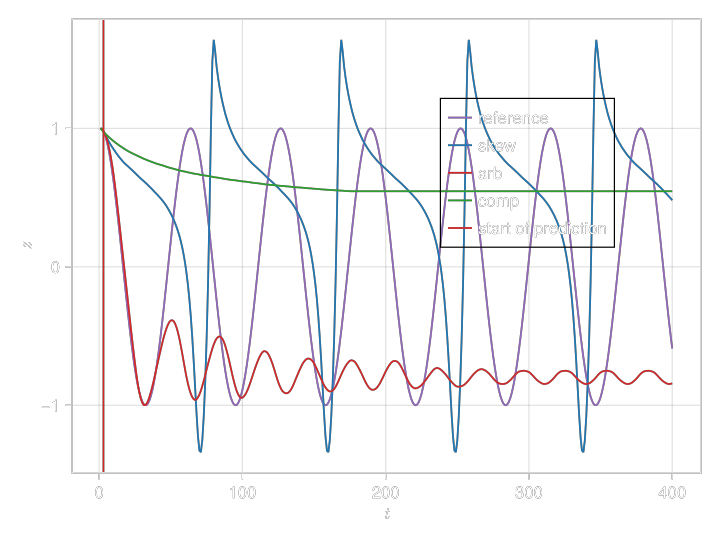 1
0
−1
z
reference
skew
arb
comp
start of prediction
0
100
200
300
400
t